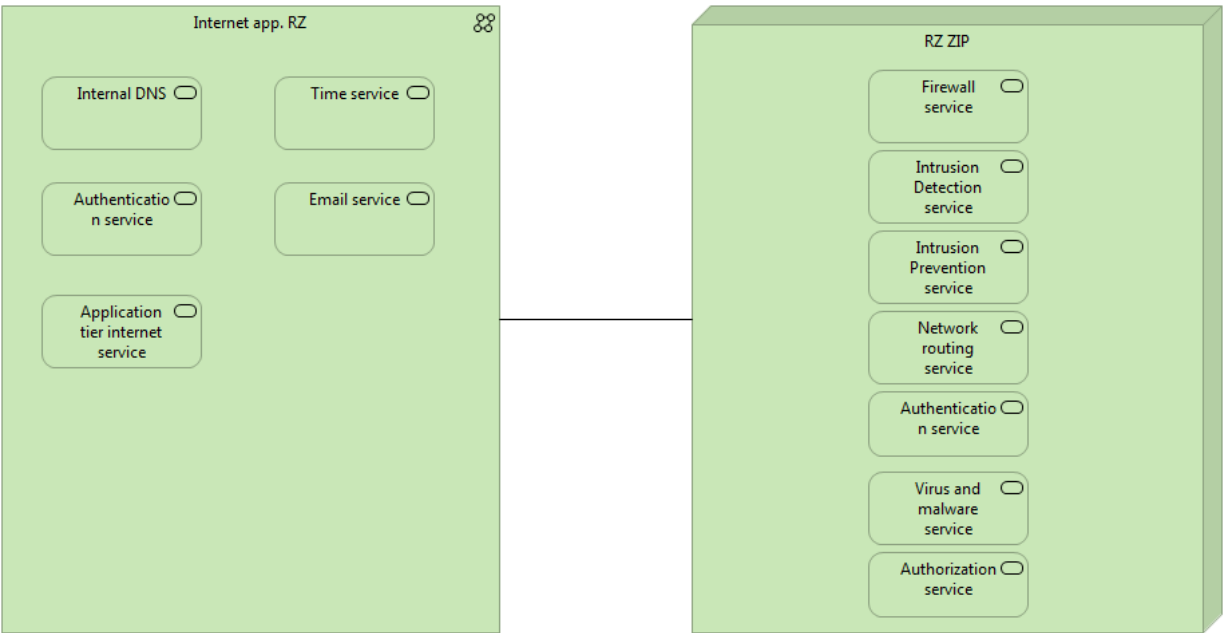 Internet app. RZ
Internal DNS
Time service
Authenticatio
n service
Email service
Application
tier internet
service
RZ ZIP
Firewall
service
Intrusion
Detection
service
Intrusion
Prevention
service
Network
routing
service
Authenticatio
n service
Virus and
malware
service
Authorization
service